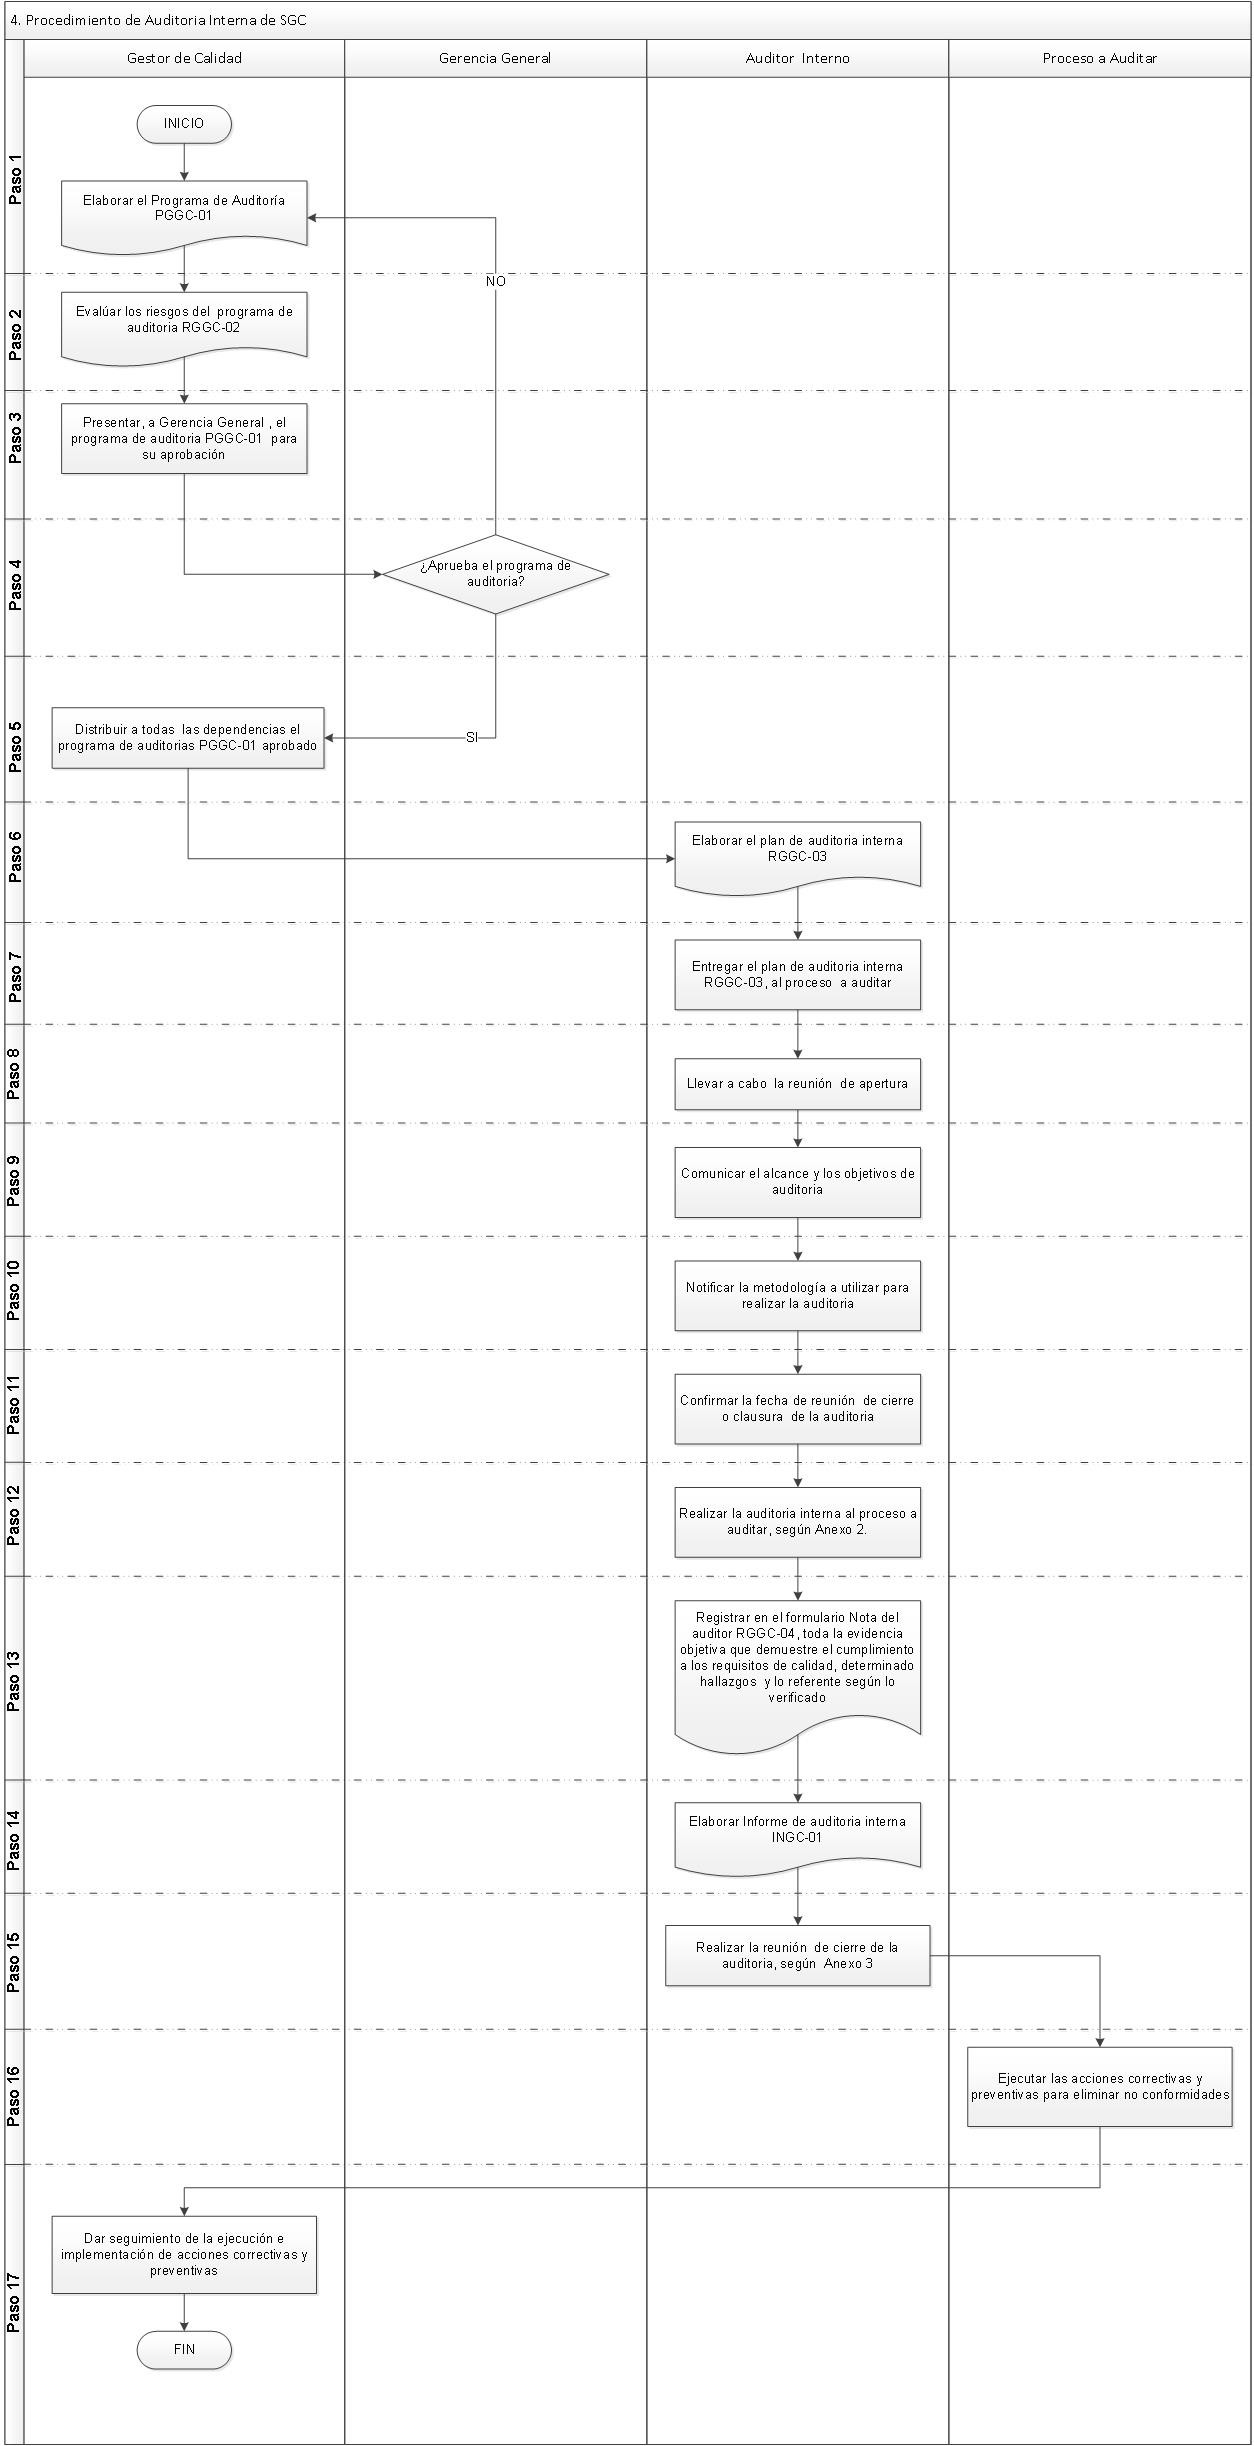 4. Procedimiento de Auditoria Interna de SGC
Gestor de Calidad
Gerencia General
Auditor Interno
Proceso a Auditar
Paso 1
INICIO
Elaborar el Programa de Auditoría
PGGC-01
NO
Paso 2
Evalúar los riesgos del programa de
auditoria RGGC-02
Paso 3
Presentar, a Gerencia General , el
programa de auditoria PGGC-01 para
su aprobación
Paso 4
¿Aprueba el programa de
auditoria?
Paso 5
Distribuir a todas las dependencias el
programa de auditorias PGGC-01 aprobado
SI
Paso 6
Elaborar el plan de auditoria interna
RGGC-03
Paso 7
Entregar el plan de auditoria interna
RGGC-03, al proceso a auditar
Paso 8
Llevar a cabo la reunión de apertura
Paso 9
Comunicar el alcance y los objetivos de
auditoria
Paso 10
Notificar la metodología a utilizar para
realizar la auditoria
Paso 11
Confirmar la fecha de reunión de cierre
o clausura de la auditoria
Paso 12
Realizar la auditoria interna al proceso a
auditar, según Anexo 2.
Paso 13
Registrar en el formulario Nota del
auditor RGGC-04, toda la evidencia
objetiva que demuestre el cumplimiento
a los requisitos de calidad, determinado
hallazgos y lo referente según lo
verificado
Paso 14
Elaborar Informe de auditoria interna
INGC-01
Paso 15
Realizar la reunión de cierre de la
auditoria, según Anexo 3
Paso 16
Ejecutar las acciones correctivas y
preventivas para eliminar no conformidades
Paso 17
Dar seguimiento de la ejecución e
implementación de acciones correctivas y
preventivas
FIN